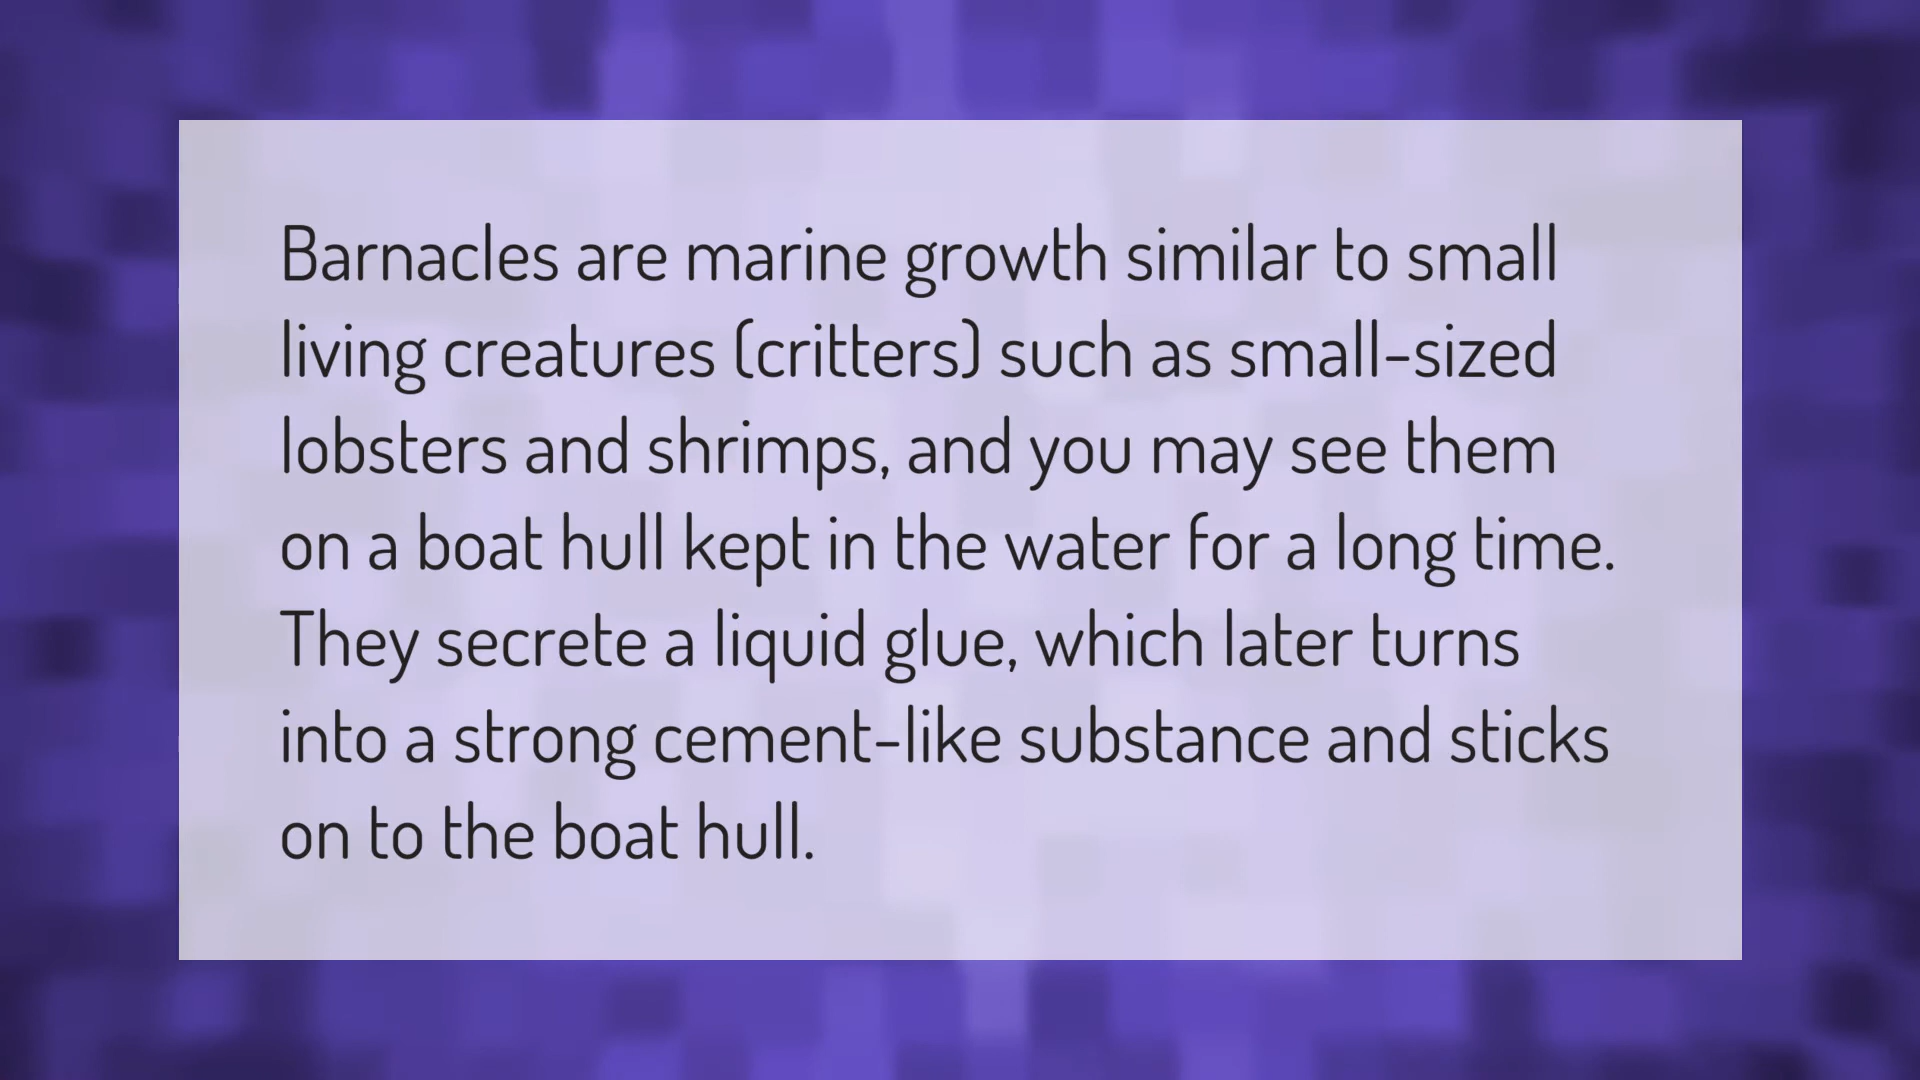 Barnacles are marine growth similar to small
living creatures (critters) such as small-sized
lobsters and shrimps, and you may see them
on a boat hull kept in the water for a long time.
They secrete a liquid glue, which later turns
into a strong cement-like substance and sticks
on to the boat hull.